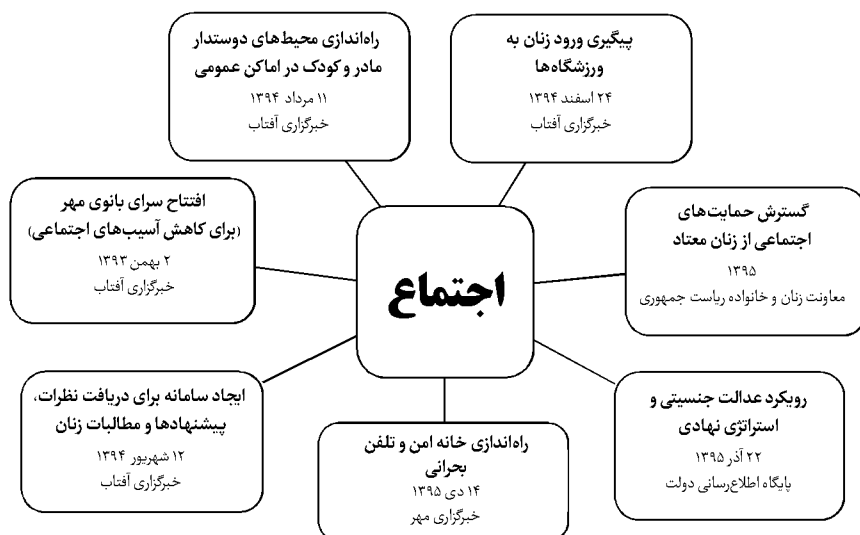 پیگیری ورود زنان به
ورزشگاه‌ها
۲۴ اسفند ۱۳۹۴
خبرگزاری آفتاب
راه‌اندازی محیط‌های دوستدار
مادر و کودک در اماکن عمومی
۱۱ مرداد ۱۳۹۴
خبرگزاری آفتاب
گسترش حمایت‌های
اجتماعی از زنان معتاد
۱۳۹۵
معاونت زنان و خانواده ریاست جمهوری
افتتاح سرای بانوی مهر
(برای کاهش آسیب‌های اجتماعی)
۲ بهمن ۱۳۹۳
خبرگزاری آفتاب
اجتماع
رویکرد عدالت جنسیتی و
استراتژی نهادی
۲۲ آذر ۱۳۹۵
پایگاه اطلاع‌رسانی دولت
راه‌اندازی خانه امن و تلفن
بحرانی
۱۴ دی ۱۳۹۵
خبرگزاری مهر
ایجاد سامانه برای دریافت نظرات،
پیشنهادها و مطالبات زنان
۱۲ شهریور ۱۳۹۴
خبرگزاری آفتاب